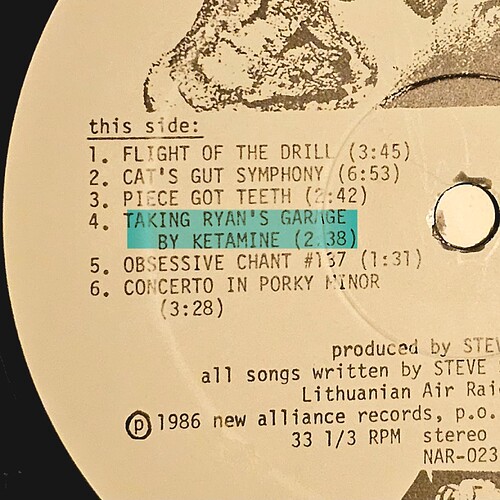 this side:
1. FLIGHT OF THE DRILL (3:45)
2. CAT'S GUT SYMPHONY (6:53)
3. PIECE GOT TEETH (2:42)
4. TAKING RYAN'S GARAGE
BY KETAMINE (2:38)
5. OBSESSIVE CHANT #137 (1:31)
6. CONCERTO IN PORKY MINOR
(3:28)
produced by STEV
all songs written by STEVE
Lithuanian Air Rai
℗ 1986 new alliance records, p.o.
33 1/3 RPM stereo
NAR-023